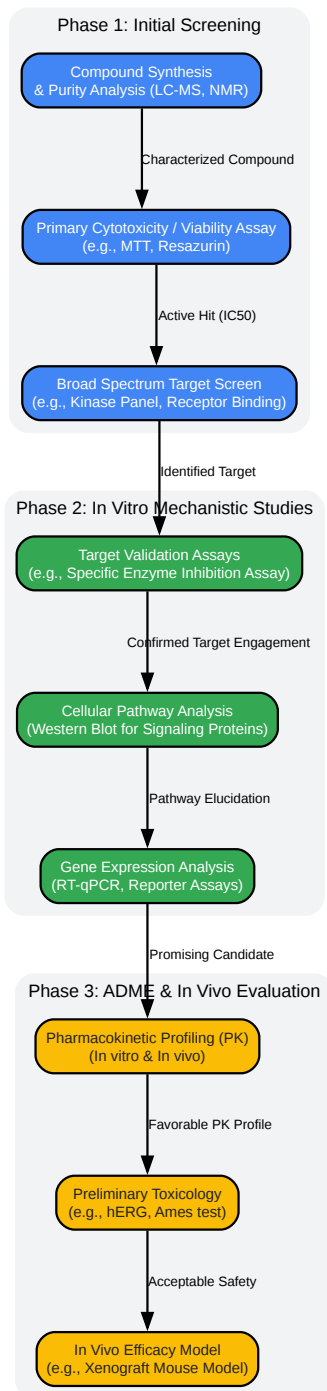 Phase 1: Initial Screening
Compound Synthesis
& Purity Analysis (LC-MS, NMR)
Characterized Compound
Primary Cytotoxicity / Viability Assay
(e.g., MTT, Resazurin)
Active Hit (IC50)
Broad Spectrum Target Screen
(e.g., Kinase Panel, Receptor Binding)
Identified Target
Phase 2: In Vitro Mechanistic Studies
Target Validation Assays
(e.g., Specific Enzyme Inhibition Assay)
Confirmed Target Engagement
Cellular Pathway Analysis
(Western Blot for Signaling Proteins)
Pathway Elucidation
Gene Expression Analysis
(RT-qPCR, Reporter Assays)
Promising Candidate
Phase 3: ADME & In Vivo Evaluation
Pharmacokinetic Profiling (PK)
(In vitro & In vivo)
Favorable PK Profile
Preliminary Toxicology
(e.g., hERG, Ames test)
Acceptable Safety
In Vivo Efficacy Model
(e.g., Xenograft Mouse Model)